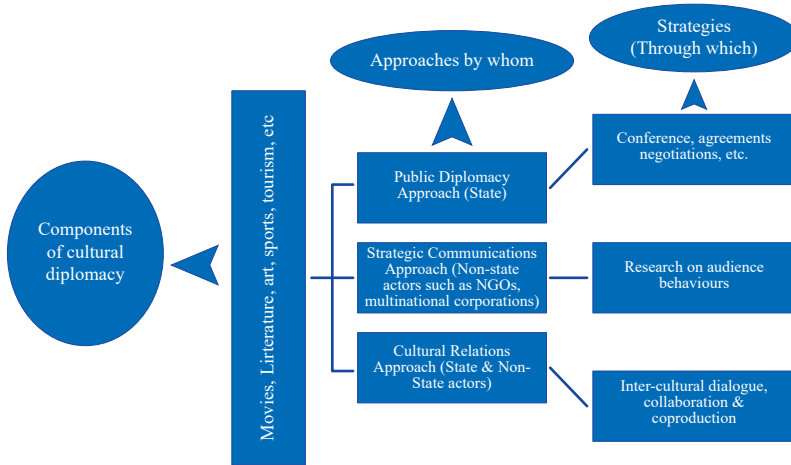 Components
of cultural
diplomacy
Movies, Lirterature, art, sports, tourism, etc
Approaches by whom
Public Diplomacy
Approach (State)
Strategic Communications
Approach (Non-state
actors such as NGOs,
multinational corporations)
Cultural Relations
Approach (State & Non-
State actors)
Strategies
(Through which)
Conference, agreements
negotiations, etc.
Research on audience
behaviours
Inter-cultural dialogue,
collaboration &
coproduction